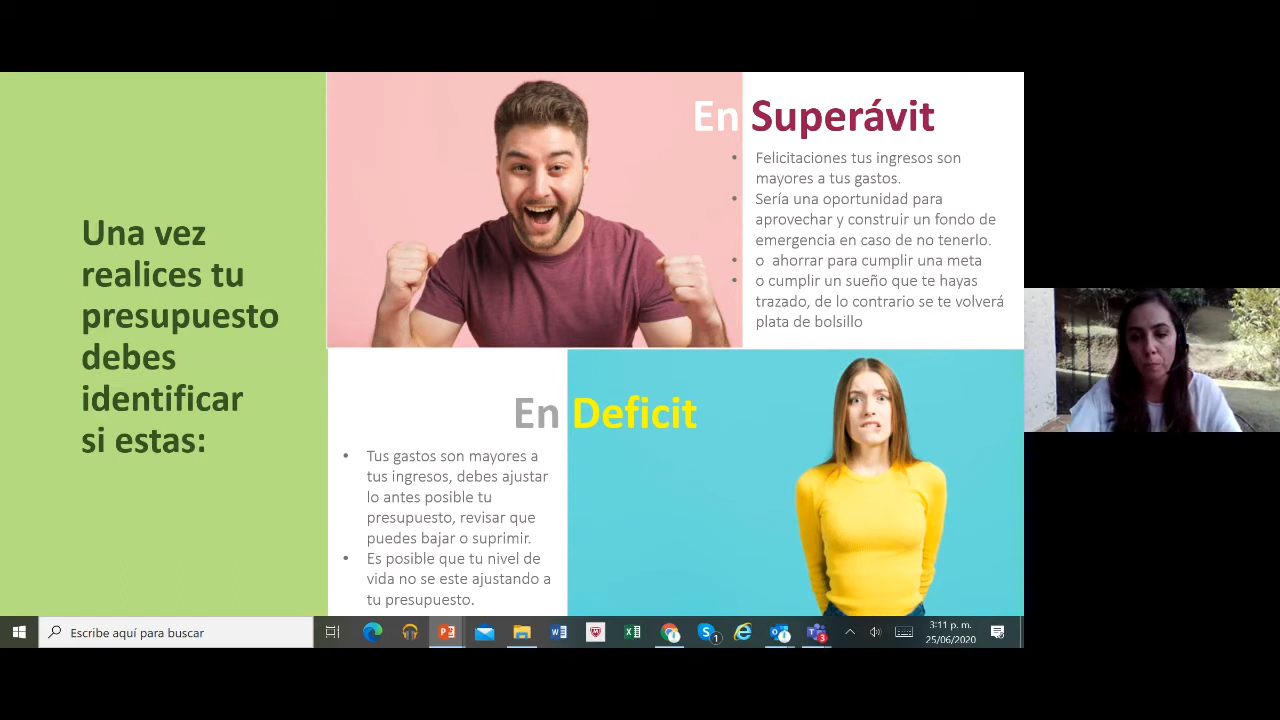 Una vez
realices tu
presupuesto
debes
identificar
si estas:
En Superávit
• Felicitaciones tus ingresos son
mayores a tus gastos.
• Sería una oportunidad para
aprovechar y construir un fondo de
emergencia en caso de no tenerlo.
• o ahorrar para cumplir una meta
• o cumplir un sueño que te hayas
trazado, de lo contrario se te volverá
plata de bolsillo
En Deficit
• Tus gastos son mayores a
tus ingresos, debes ajustar
lo antes posible tu
presupuesto, revisar que
puedes bajar o suprimir.
• Es posible que tu nivel de
vida no se este ajustando a
tu presupuesto.
Escribe aquí para buscar
3:11 p. m.
25/06/2020